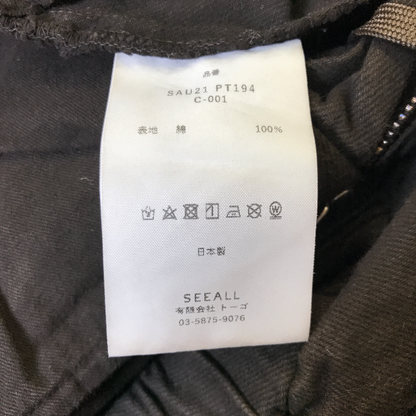 品番
SAU21 PT194
C-001
表地 綿 100%
日本製
SEEALL
有限会社 トーゴ
03-5875-9076